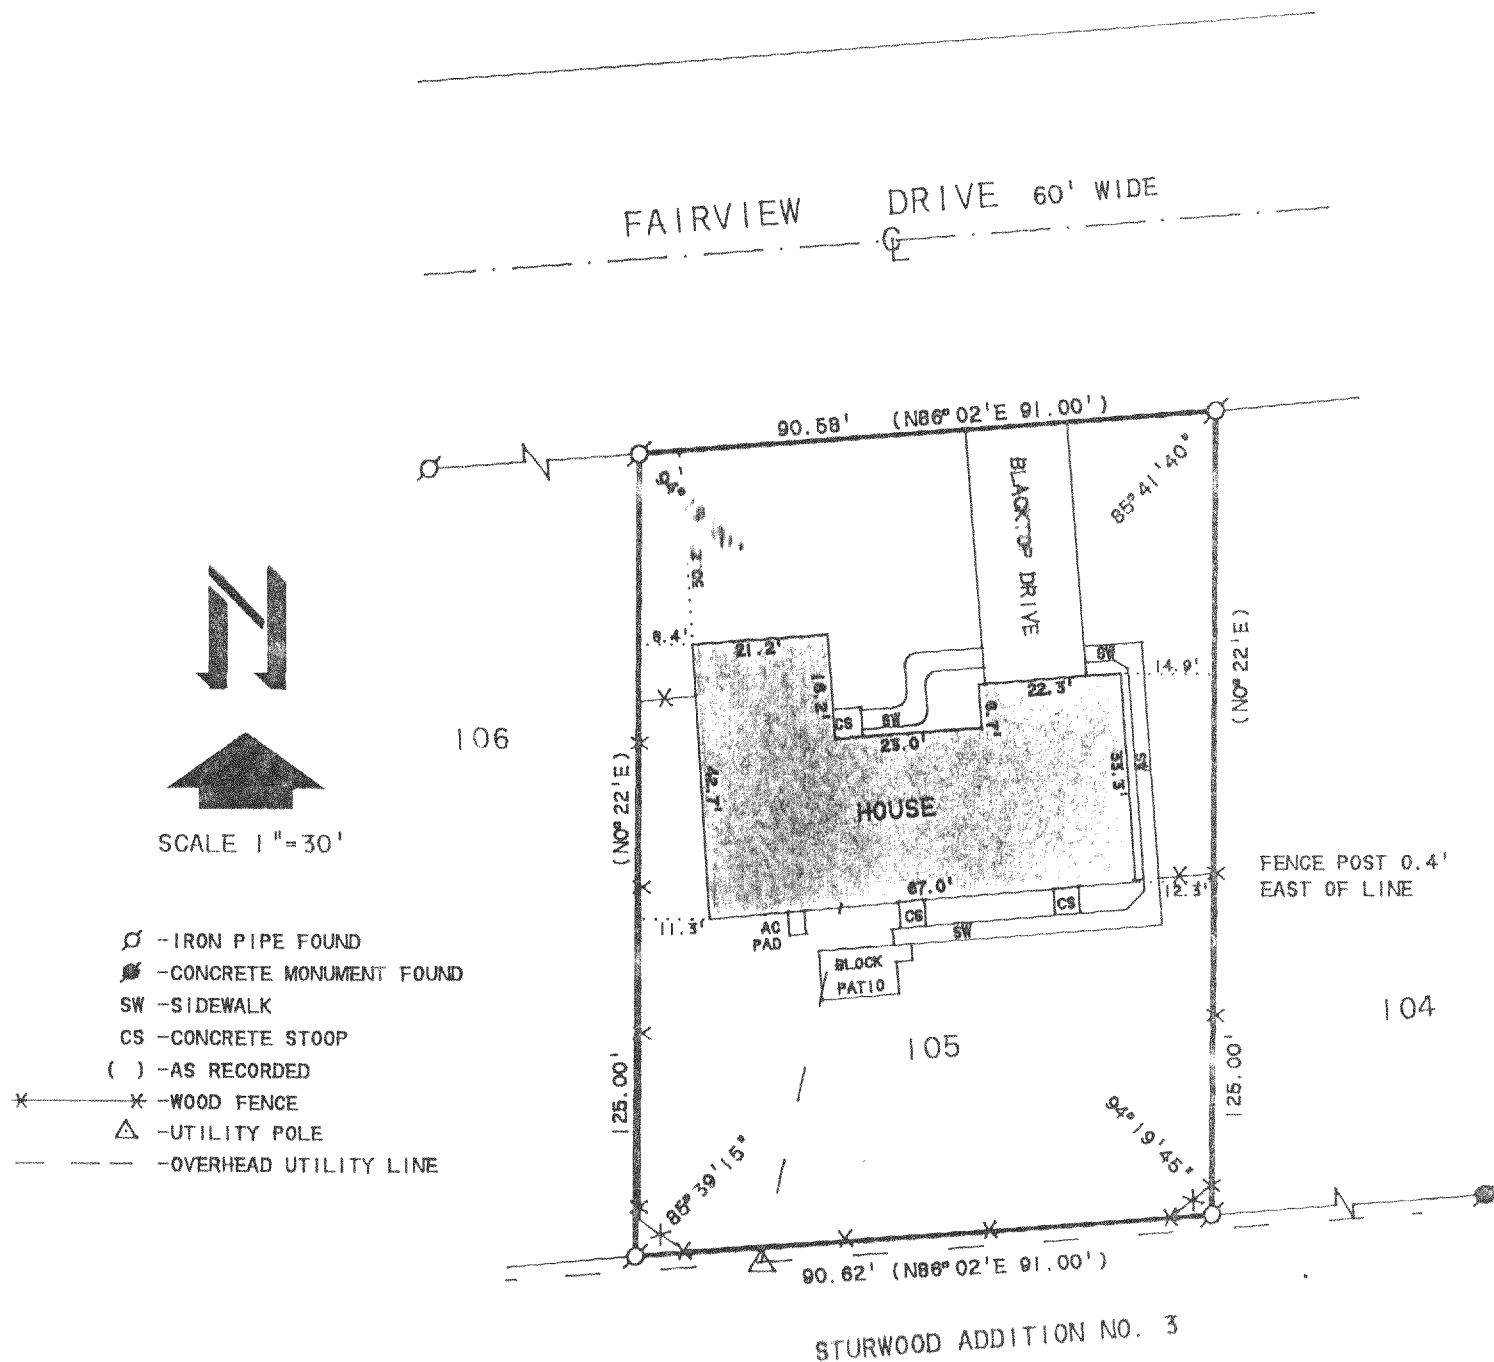 FAIRVIEW DRIVE 60' WIDE
CL
90.58' (N86°02'E 91.00')
94°
85°41'40"
BLACKTOP DRIVE
30.2
8.4'
21.2'
SW
14.9'
(N0°22'E)
22.3'
16.2'
CS
SW
8.7'
23.0'
N
106
SCALE 1"=30'
(N0°22'E)
42.7'
HOUSE
33.3'
SW
67.0'
12.3'
FENCE POST 0.4'
EAST OF LINE
11.3'
AC
PAD
CS
CS
SW
BLOCK
PATIO
-IRON PIPE FOUND
-CONCRETE MONUMENT FOUND
SW -SIDEWALK
CS -CONCRETE STOOP
( ) -AS RECORDED
-WOOD FENCE
-UTILITY POLE
-OVERHEAD UTILITY LINE
105
104
125.00'
125.00'
85°39'15"
94°19'45"
90.62' (N86°02'E 91.00')
STURWOOD ADDITION NO. 3